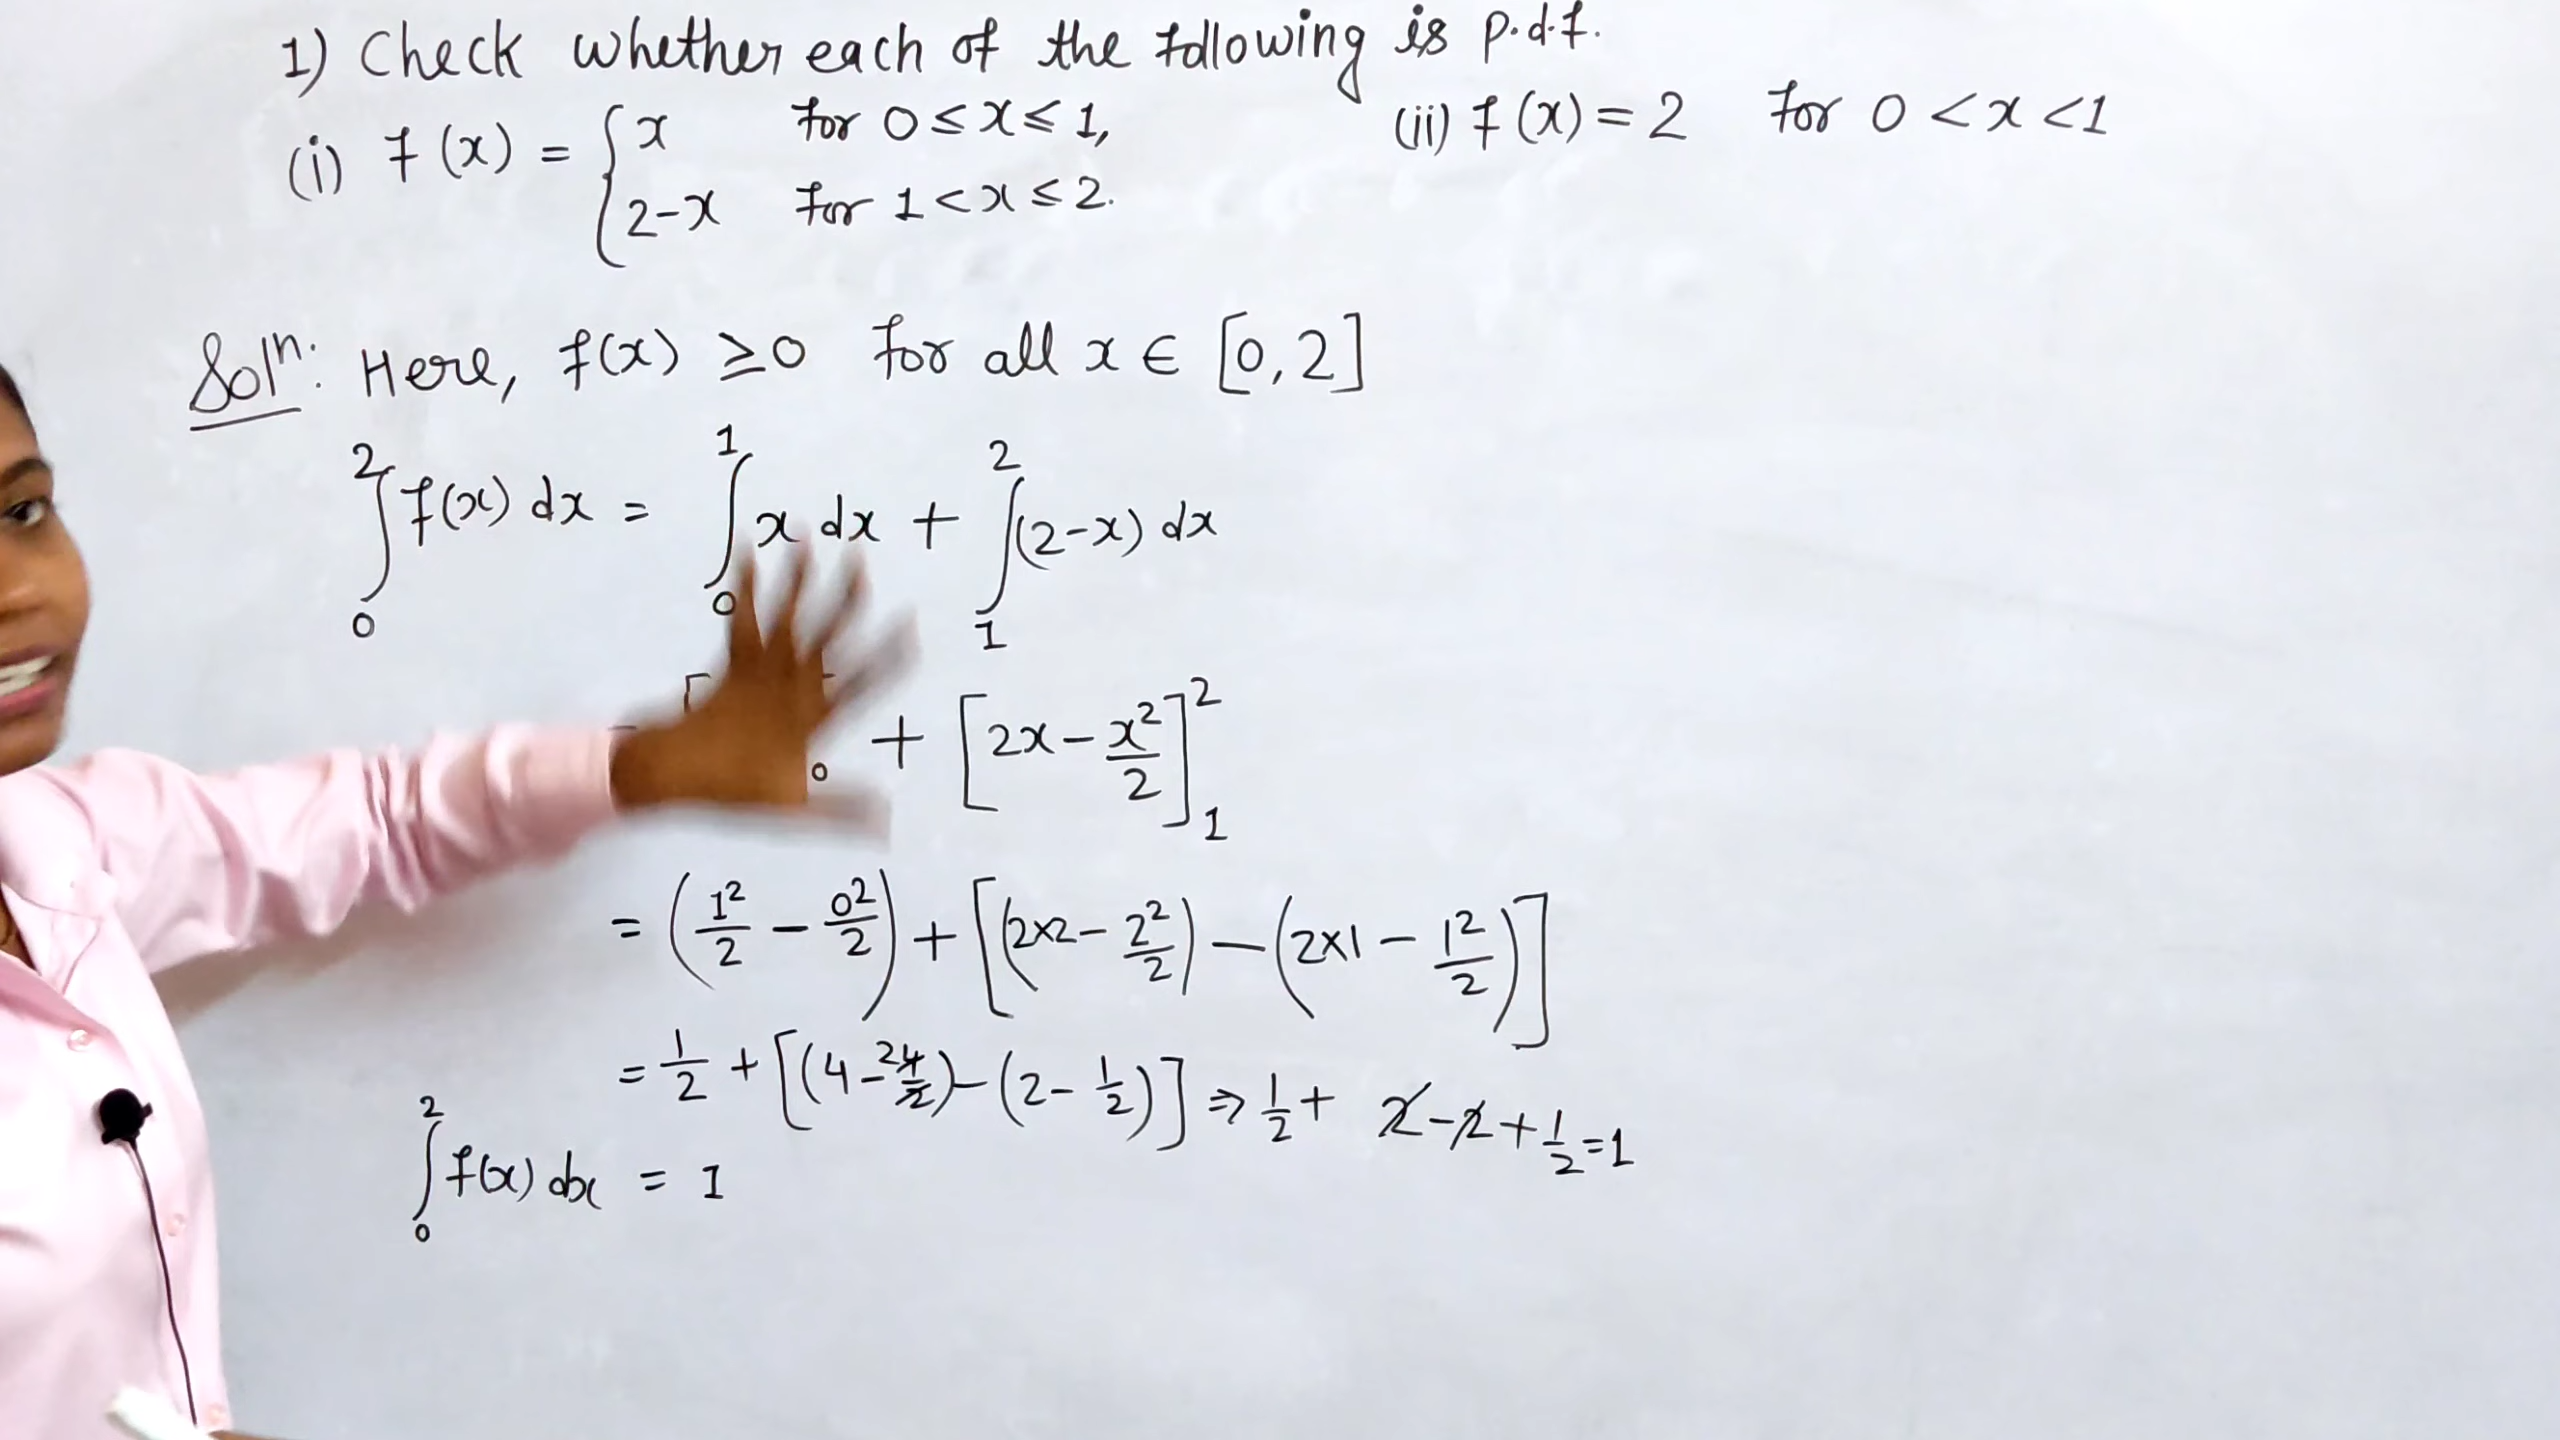 1) Check whether each of the following is p.d.f.
(i) f(x) = { x for 0 ≤ x ≤ 1,
2-x for 1 < x ≤ 2.
(ii) f(x) = 2 for 0 < x < 1
Solⁿ: Here, f(x) ≥ 0 for all x ∈ [0, 2]
∫₀² f(x) dx = ∫₀¹ x dx + ∫₁² (2-x) dx
+ [2x - x²/2]₁²
= (1²/2 - 0²/2) + [(2×2 - 2²/2) - (2×1 - 1²/2)]
= 1/2 + [(4 - 2 4/2) - (2 - 1/2)] ⇒ 1/2 + 2 - 2 + 1/2 = 1
∫₀² f(x) dx = 1